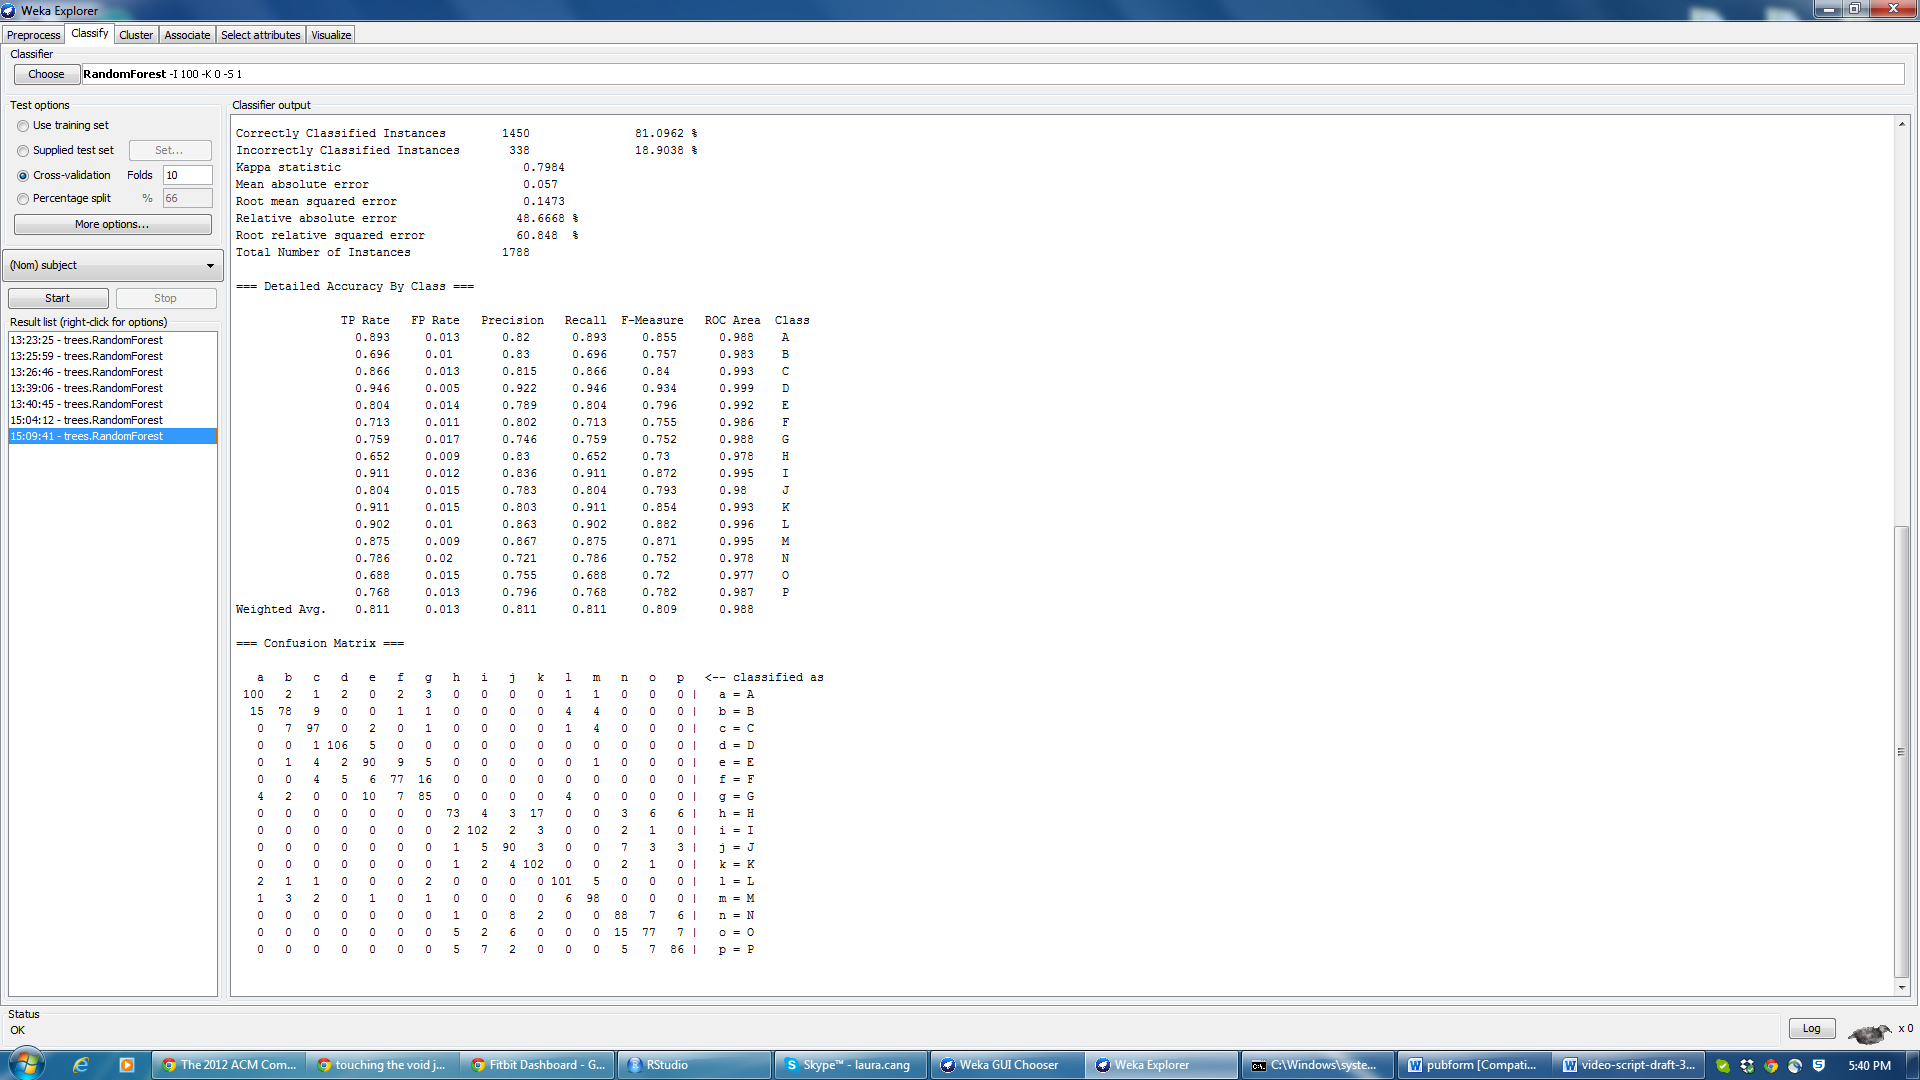 Weka Explorer
Preprocess Classify Cluster Associate Select attributes Visualize
Classifier
Choose RandomForest -I 100 -K 0 -S 1
Test options
Use training set
Supplied test set Set...
Cross-validation Folds 10
Percentage split % 66
More options...
(Nom) subject
Start Stop
Result list (right-click for options)
13:23:25 - trees.RandomForest
13:25:59 - trees.RandomForest
13:26:46 - trees.RandomForest
13:39:06 - trees.RandomForest
13:40:45 - trees.RandomForest
15:04:12 - trees.RandomForest
15:09:41 - trees.RandomForest
Classifier output
Correctly Classified Instances 1450 81.0962 %
Incorrectly Classified Instances 338 18.9038 %
Kappa statistic 0.7984
Mean absolute error 0.057
Root mean squared error 0.1473
Relative absolute error 48.6668 %
Root relative squared error 60.848 %
Total Number of Instances 1788
=== Detailed Accuracy By Class ===
TP Rate FP Rate Precision Recall F-Measure ROC Area Class
0.893 0.013 0.82 0.893 0.855 0.988 A
0.696 0.01 0.83 0.696 0.757 0.983 B
0.866 0.013 0.815 0.866 0.84 0.993 C
0.946 0.005 0.922 0.946 0.934 0.999 D
0.804 0.014 0.789 0.804 0.796 0.992 E
0.713 0.011 0.802 0.713 0.755 0.986 F
0.759 0.017 0.746 0.759 0.752 0.988 G
0.652 0.009 0.83 0.652 0.73 0.978 H
0.911 0.012 0.836 0.911 0.872 0.995 I
0.804 0.015 0.783 0.804 0.793 0.98 J
0.911 0.015 0.803 0.911 0.854 0.993 K
0.902 0.01 0.863 0.902 0.882 0.996 L
0.875 0.009 0.867 0.875 0.871 0.995 M
0.786 0.02 0.721 0.786 0.752 0.978 N
0.688 0.015 0.755 0.688 0.72 0.977 O
0.768 0.013 0.796 0.768 0.782 0.987 P
Weighted Avg. 0.811 0.013 0.811 0.811 0.809 0.988
=== Confusion Matrix ===
a b c d e f g h i j k l m n o p <-- classified as
100 2 1 2 0 2 3 0 0 0 0 1 1 0 0 0 | a = A
15 78 9 0 0 1 1 0 0 0 0 4 4 0 0 0 | b = B
0 7 97 0 2 0 1 0 0 0 0 1 4 0 0 0 | c = C
0 0 1 106 5 0 0 0 0 0 0 0 0 0 0 0 | d = D
0 1 4 2 90 9 5 0 0 0 0 0 1 0 0 0 | e = E
0 0 4 5 6 77 16 0 0 0 0 0 0 0 0 0 | f = F
4 2 0 0 10 7 85 0 0 0 0 4 0 0 0 0 | g = G
0 0 0 0 0 0 0 73 4 3 17 0 0 3 6 6 | h = H
0 0 0 0 0 0 0 2 102 2 3 0 0 2 1 0 | i = I
0 0 0 0 0 0 0 1 5 90 3 0 0 7 3 3 | j = J
0 0 0 0 0 0 0 1 2 4 102 0 0 2 1 0 | k = K
2 1 1 0 0 0 2 0 0 0 0 101 5 0 0 0 | l = L
1 3 2 0 1 0 1 0 0 0 0 6 98 0 0 0 | m = M
0 0 0 0 0 0 0 1 0 8 2 0 0 88 7 6 | n = N
0 0 0 0 0 0 0 5 2 6 0 0 0 15 77 7 | o = O
0 0 0 0 0 0 0 5 7 2 0 0 0 5 7 86 | p = P
Status
OK
Log x 0
The 2012 ACM Com... touching the void j... Fitbit Dashboard - G... RStudio Skype™ - laura.cang Weka GUI Chooser Weka Explorer C:\Windows\syste... pubform [Compati... video-script-draft-3... 5:40 PM